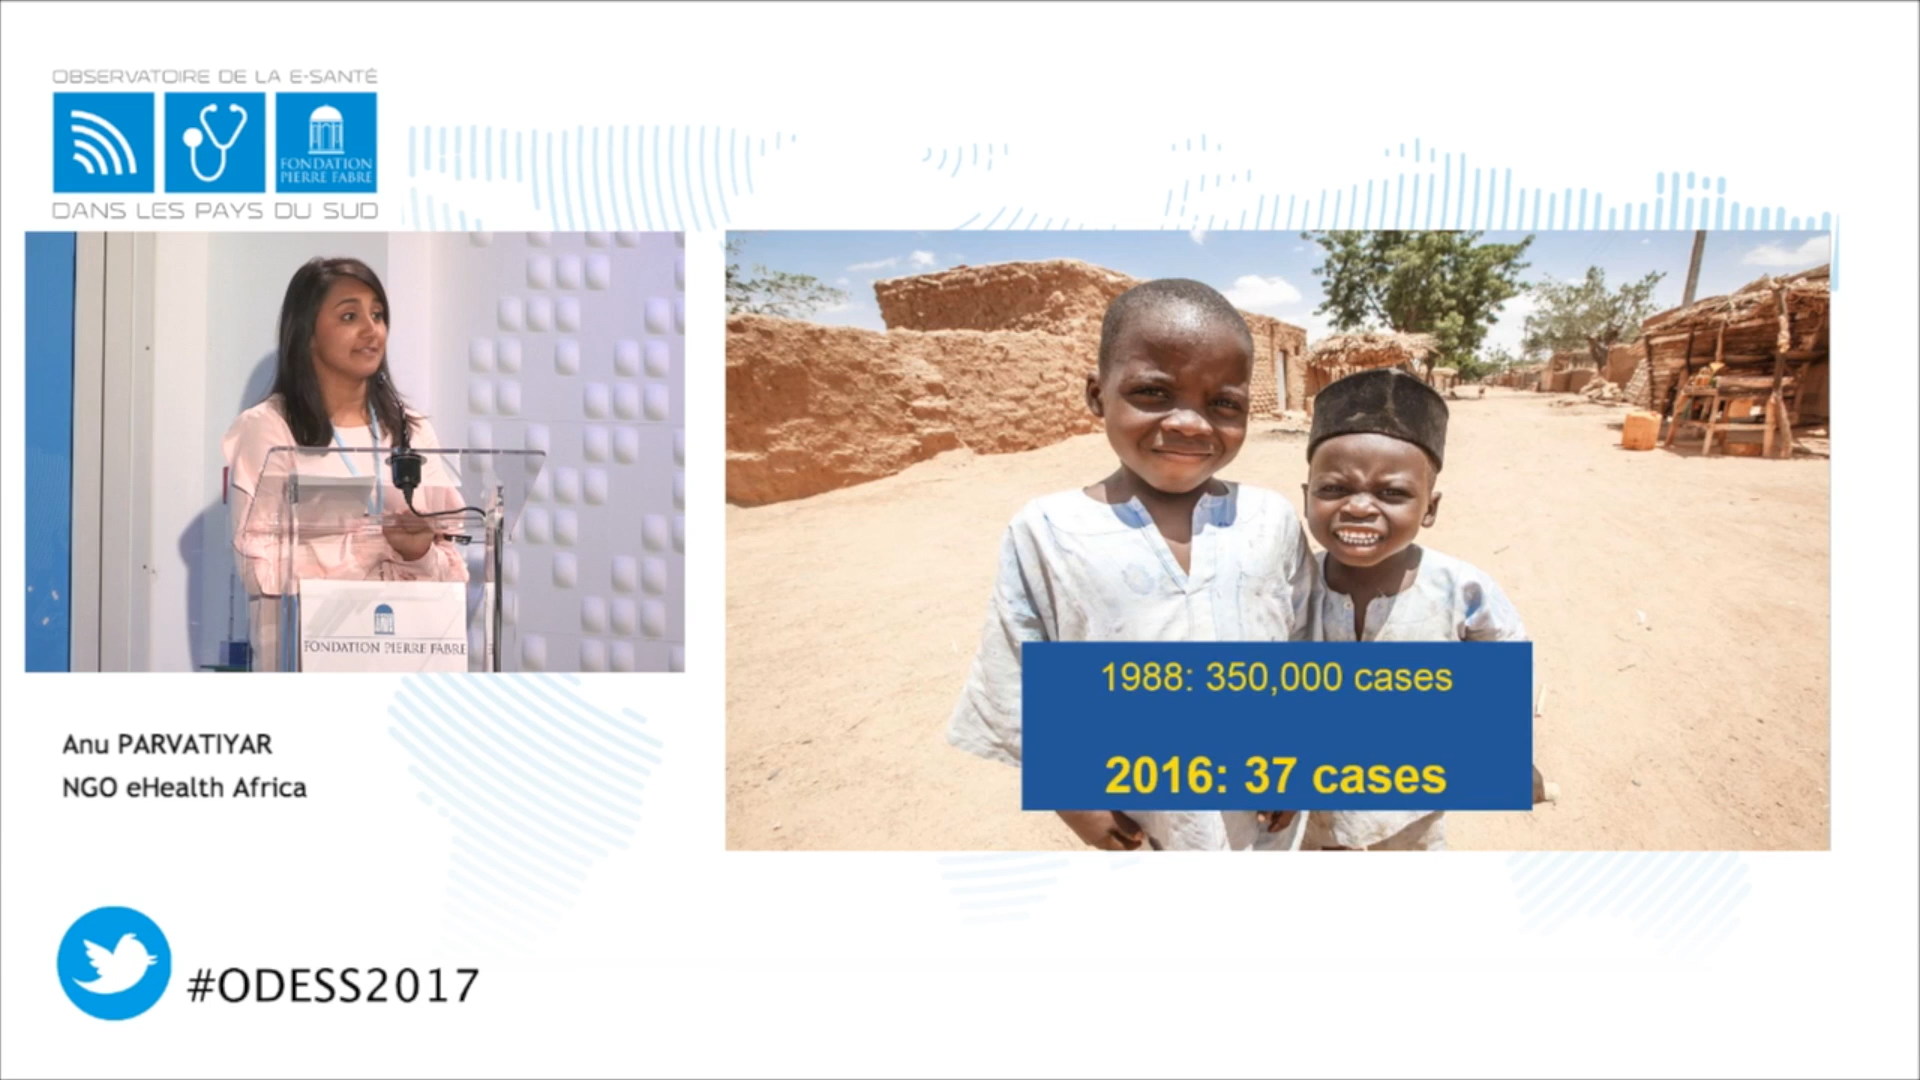 OBSERVATOIRE DE LA E-SANTÉ
FONDATION
PIERRE FABRE
DANS LES PAYS DU SUD
FONDATION PIERRE FABRE
Anu PARVATIYAR
NGO eHealth Africa
1988: 350,000 cases
2016: 37 cases
#ODESS2017